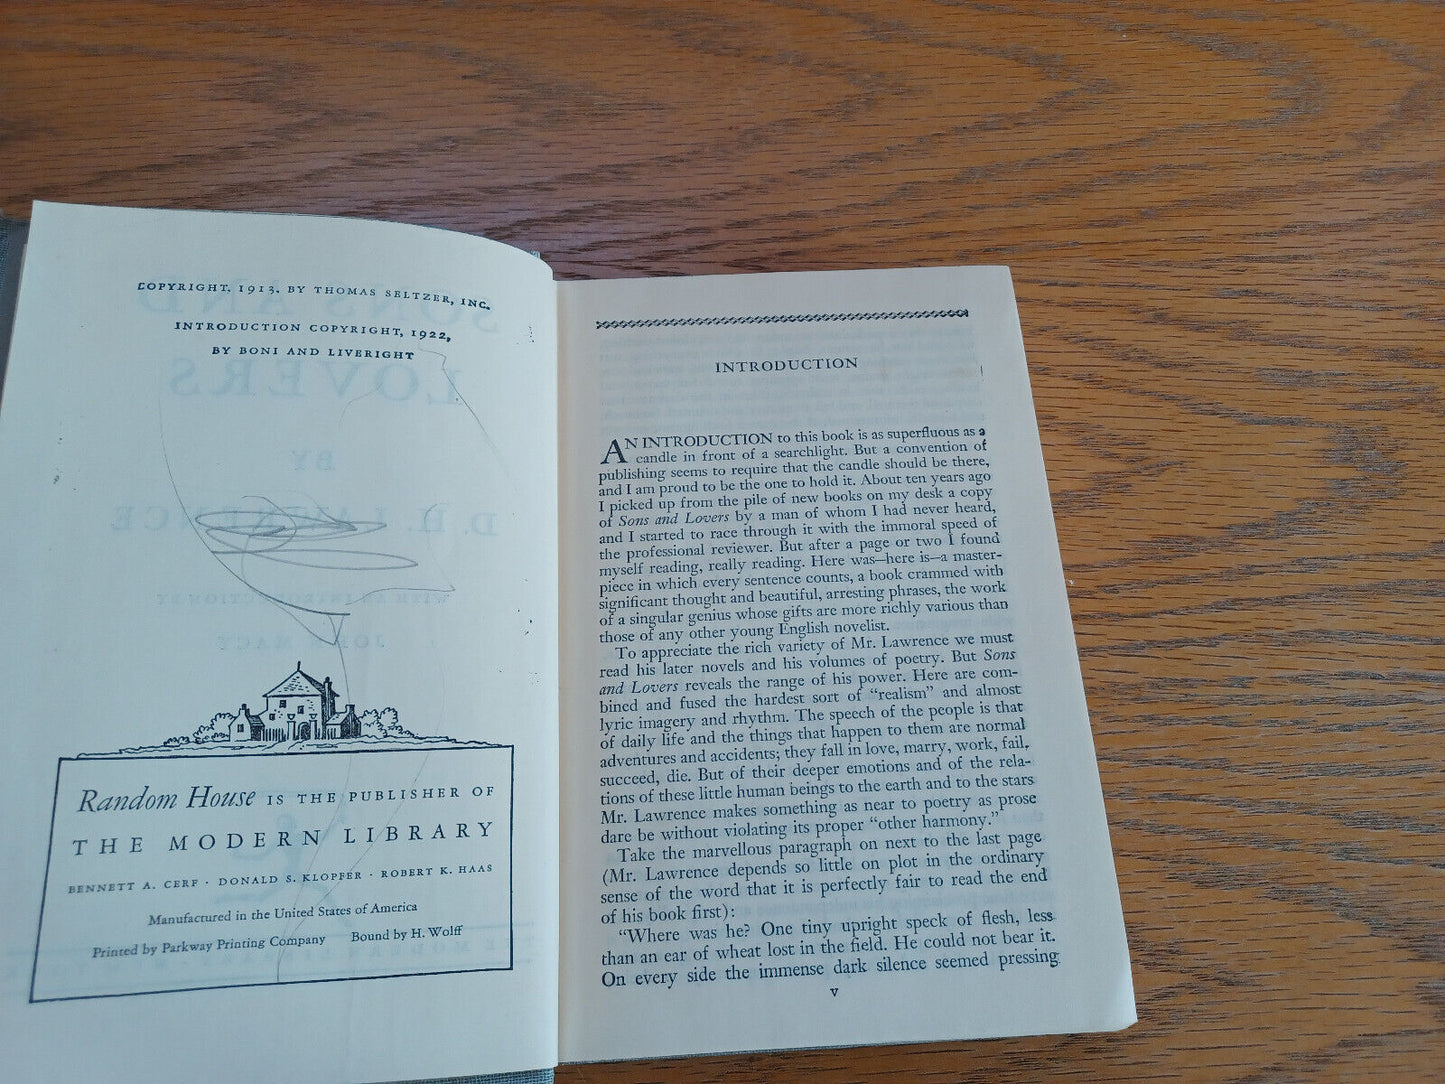 COPYRIGHT, 1913, BY THOMAS SELTZER, INC.
INTRODUCTION COPYRIGHT, 1922,
BY BONI AND LIVERIGHT
SONS AND
LOVERS
BY
D. H. LAWRENCE
WITH AN INTRODUCTION BY
JOHN MACY
Random House IS THE PUBLISHER OF
THE MODERN LIBRARY
BENNETT A. CERF · DONALD S. KLOPFER · ROBERT K. HAAS
Manufactured in the United States of America
Printed by Parkway Printing Company Bound by H. Wolff
INTRODUCTION
AN INTRODUCTION to this book is as superfluous as a
candle in front of a searchlight. But a convention of
publishing seems to require that the candle should be there,
and I am proud to be the one to hold it. About ten years ago
I picked up from the pile of new books on my desk a copy
of Sons and Lovers by a man of whom I had never heard,
and I started to race through it with the immoral speed of
the professional reviewer. But after a page or two I found
myself reading, really reading. Here was—here is—a master-
piece in which every sentence counts, a book crammed with
significant thought and beautiful, arresting phrases, the work
of a singular genius whose gifts are more richly various than
those of any other young English novelist.
To appreciate the rich variety of Mr. Lawrence we must
read his later novels and his volumes of poetry. But Sons
and Lovers reveals the range of his power. Here are com-
bined and fused the hardest sort of “realism” and almost
lyric imagery and rhythm. The speech of the people is that
of daily life and the things that happen to them are normal
adventures and accidents; they fall in love, marry, work, fail,
succeed, die. But of their deeper emotions and of the rela-
tions of these little human beings to the earth and to the stars
Mr. Lawrence makes something as near to poetry as prose
dare be without violating its proper “other harmony.”
Take the marvellous paragraph on next to the last page
(Mr. Lawrence depends so little on plot in the ordinary
sense of the word that it is perfectly fair to read the end
of his book first):
“Where was he? One tiny upright speck of flesh, less
than an ear of wheat lost in the field. He could not bear it.
On every side the immense dark silence seemed pressing
v